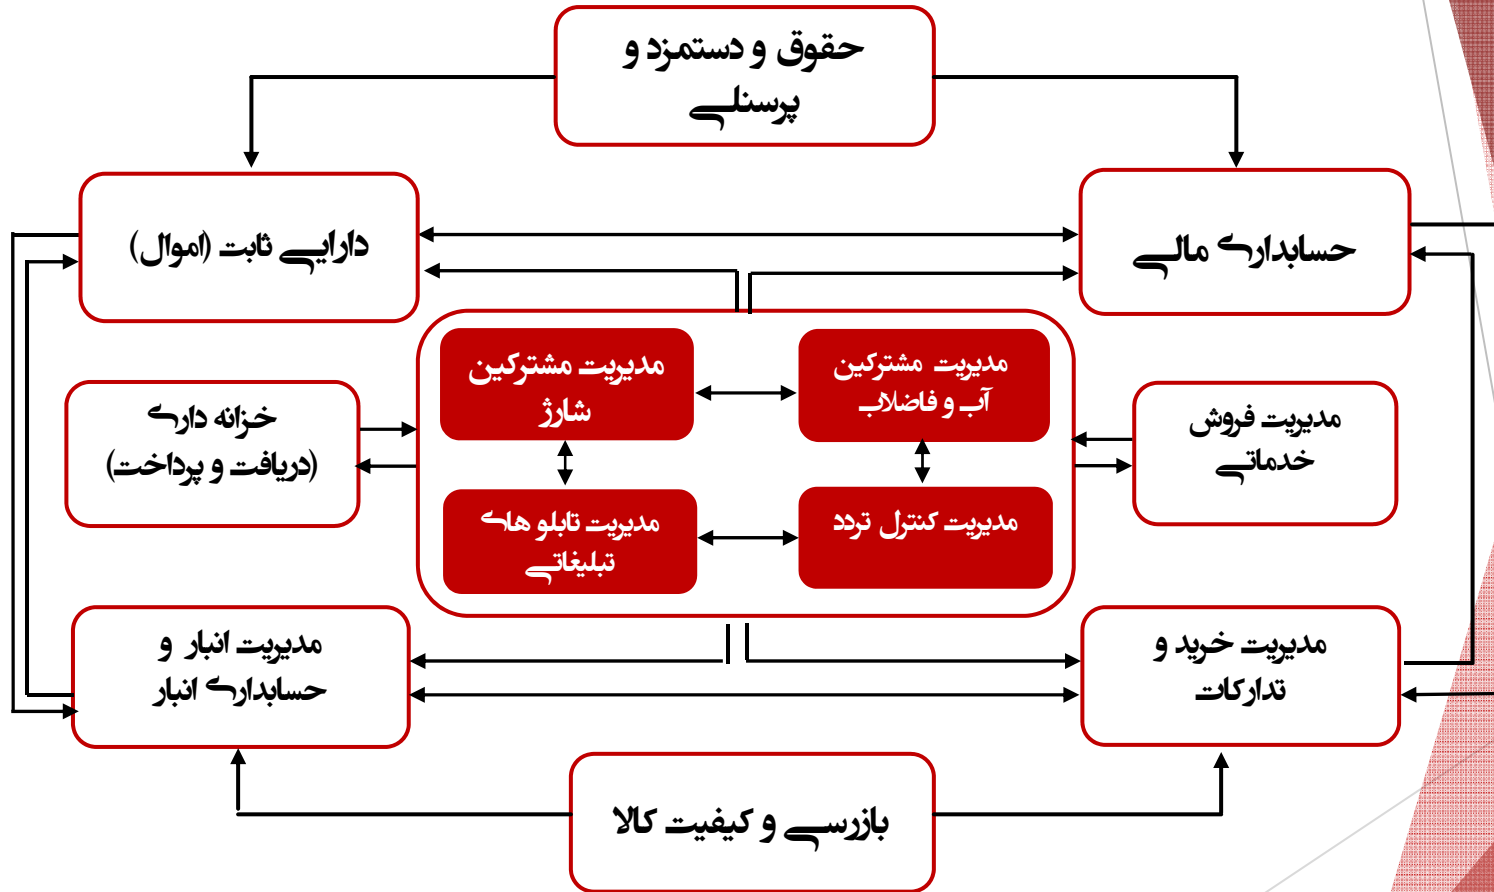 حقوق و دستمزد و
پرسنلی
حسابداری مالی
دارایی ثابت (اموال)
مدیریت مشترکین
آب و فاضلاب
مدیریت مشترکین
شارژ
مدیریت فروش
خدماتی
خزانه داری
(دریافت و پرداخت)
مدیریت کنترل تردد
مدیریت تابلو های
تبلیغاتی
مدیریت خرید و
تدارکات
مدیریت انبار و
حسابداری انبار
بازرسی و کیفیت کالا